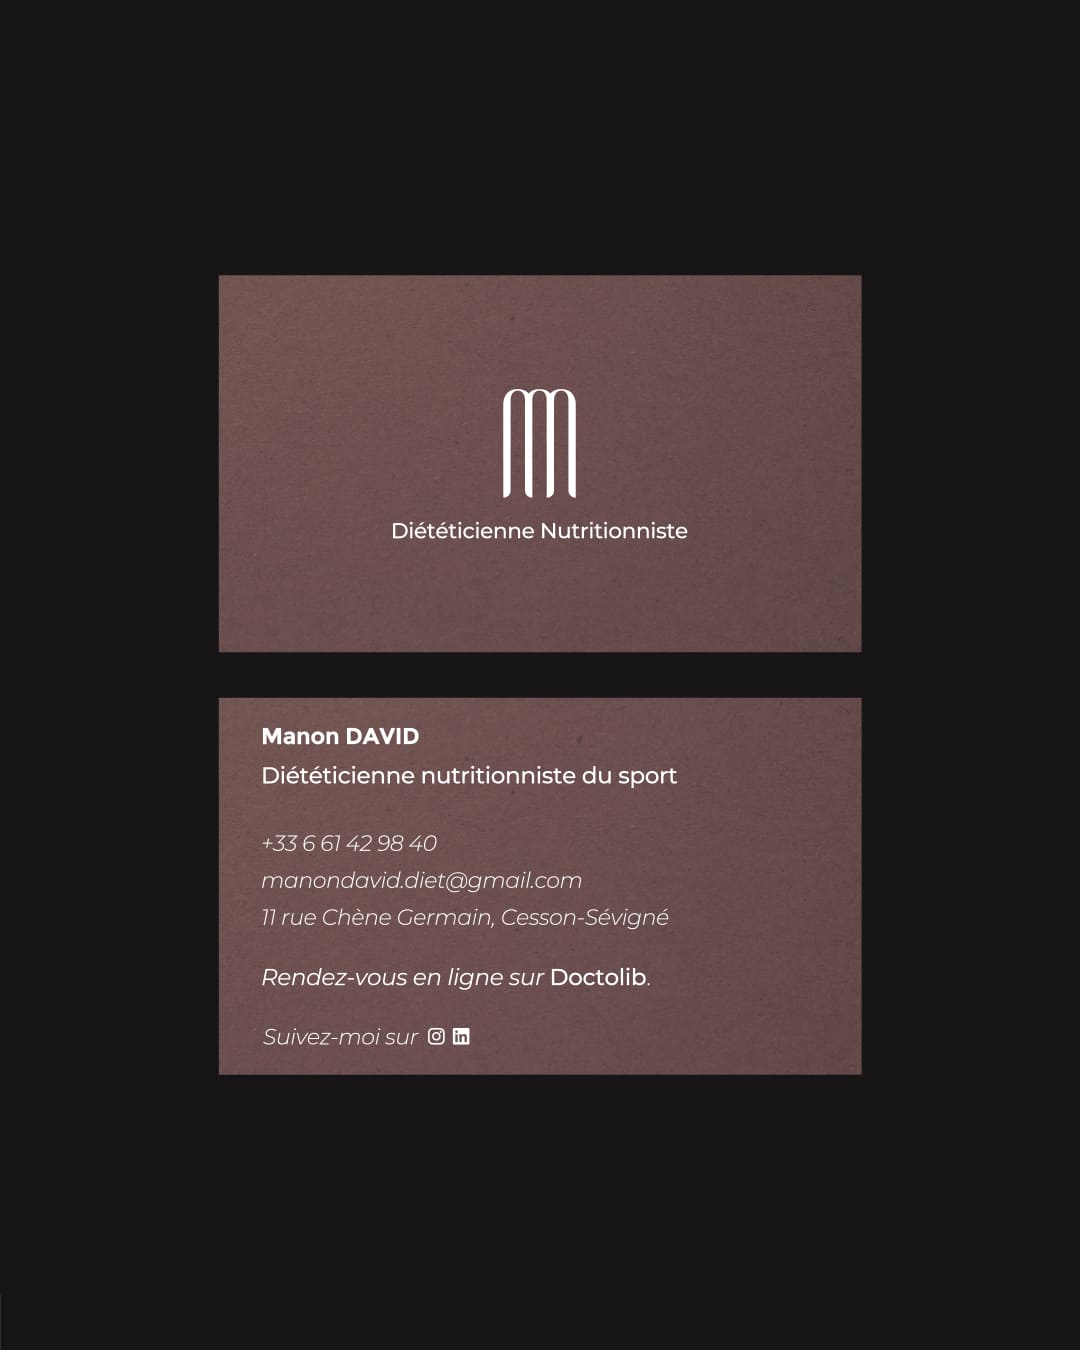 m
Diététicienne Nutritionniste
Manon DAVID
Diététicienne nutritionniste du sport
+33 6 61 42 98 40
manondavid.diet@gmail.com
11 rue Chène Germain, Cesson-Sévigné
Rendez-vous en ligne sur Doctolib.
Suivez-moi sur